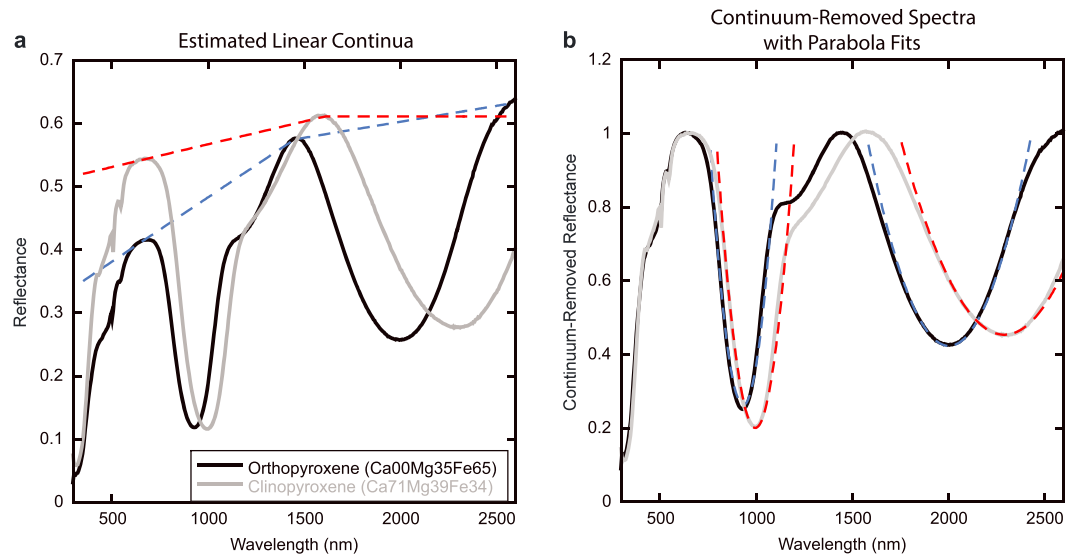 a
Estimated Linear Continua
0.7
0.6
0.5
0.4
0.3
0.2
0.1
0
Reflectance
500
1000
1500
2000
2500
Wavelength (nm)
Orthopyroxene (Ca00Mg35Fe65)
Clinopyroxene (Ca71Mg39Fe34)
b
Continuum-Removed Spectra
with Parabola Fits
1.2
1
0.8
0.6
0.4
0.2
0
Continuum-Removed Reflectance
500
1000
1500
2000
2500
Wavelength (nm)